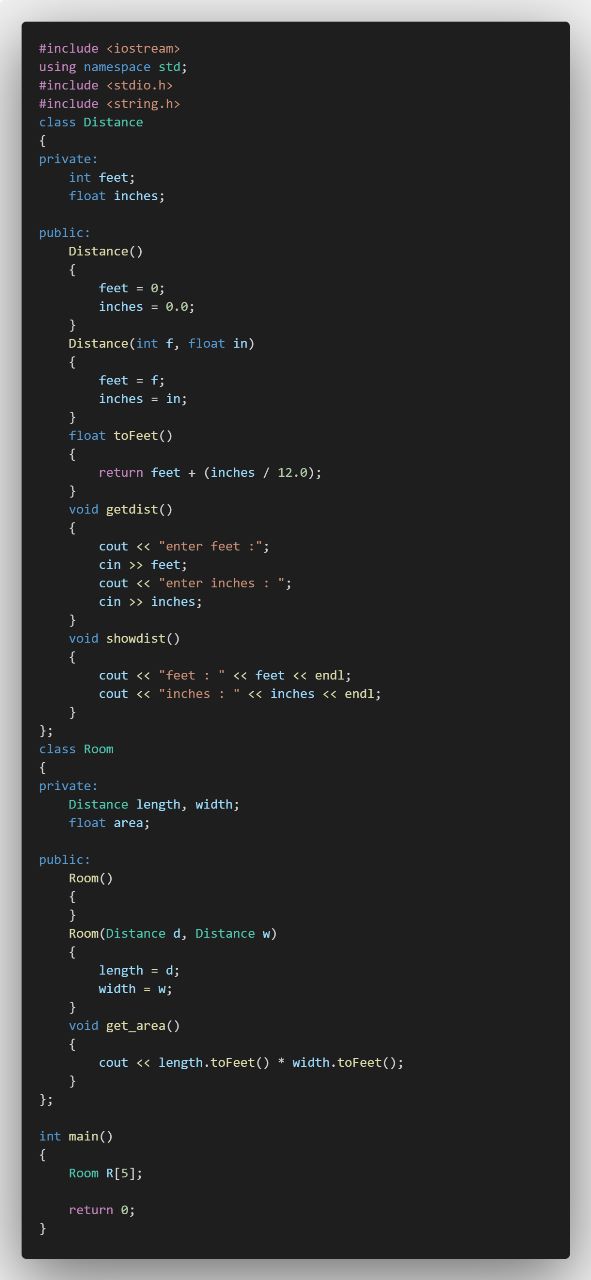 #include <iostream>
using namespace std;
#include <stdio.h>
#include <string.h>
class Distance
{
private:
    int feet;
    float inches;

public:
    Distance()
    {
        feet = 0;
        inches = 0.0;
    }
    Distance(int f, float in)
    {
        feet = f;
        inches = in;
    }
    float toFeet()
    {
        return feet + (inches / 12.0);
    }
    void getdist()
    {
        cout << "enter feet :";
        cin >> feet;
        cout << "enter inches : ";
        cin >> inches;
    }
    void showdist()
    {
        cout << "feet : " << feet << endl;
        cout << "inches : " << inches << endl;
    }
};
class Room
{
private:
    Distance length, width;
    float area;

public:
    Room()
    {
    }
    Room(Distance d, Distance w)
    {
        length = d;
        width = w;
    }
    void get_area()
    {
        cout << length.toFeet() * width.toFeet();
    }
};

int main()
{
    Room R[5];

    return 0;
}